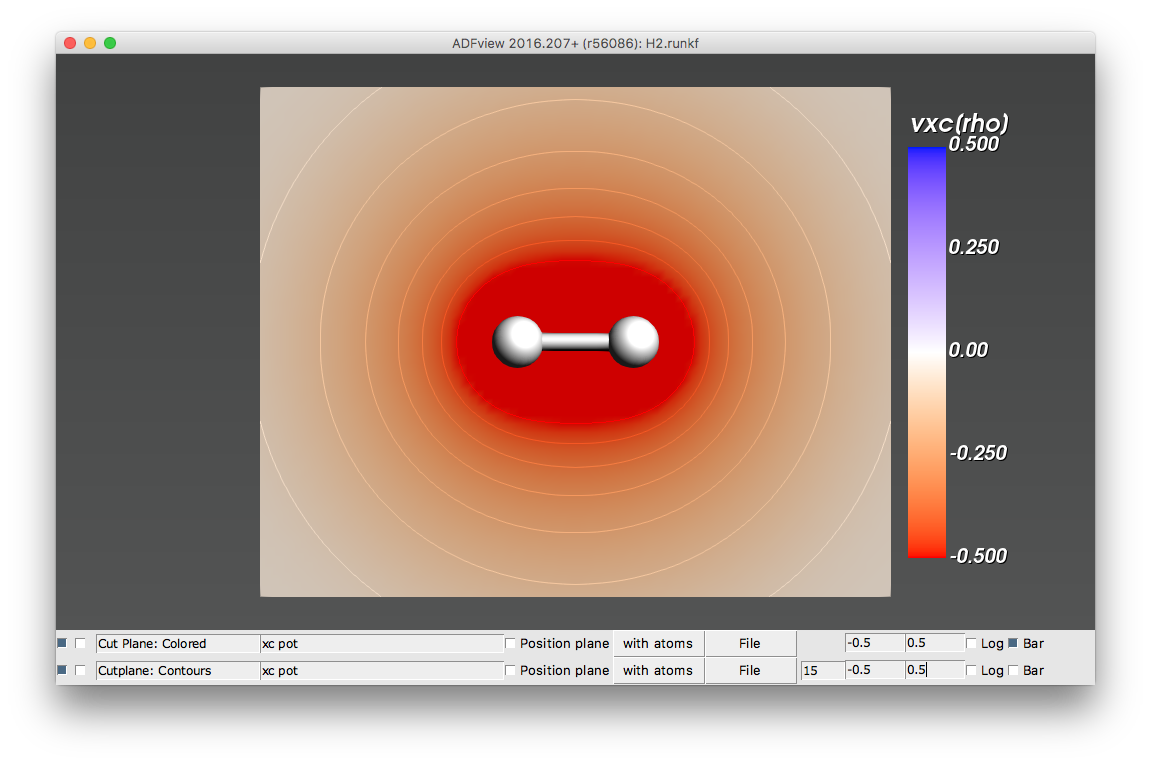 ADFview 2016.207+ (r56086): H2.runkf
vxc(rho)
0.500
0.250
0.00
-0.250
-0.500
Cut Plane: Colored xc pot Position plane with atoms File -0.5 0.5 Log Bar
Cutplane: Contours xc pot Position plane with atoms File 15 -0.5 0.5 Log Bar